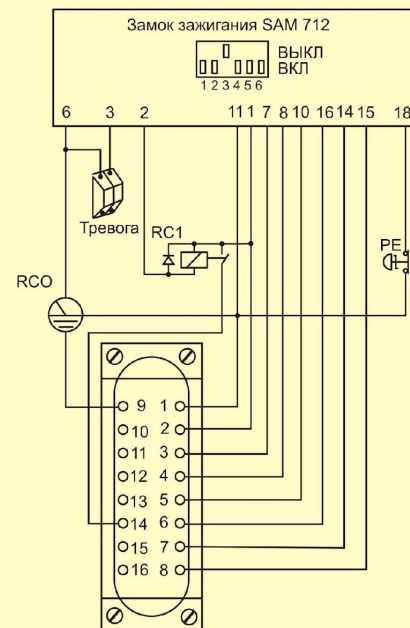 Замок зажигания SAM 712
ВЫКЛ
ВКЛ
1 2 3 4 5 6
6 3 2 11 1 7 8 10 16 14 15 18
Тревога
RC1
PE
RCO
9 1
10 2
11 3
12 4
13 5
14 6
15 7
16 8